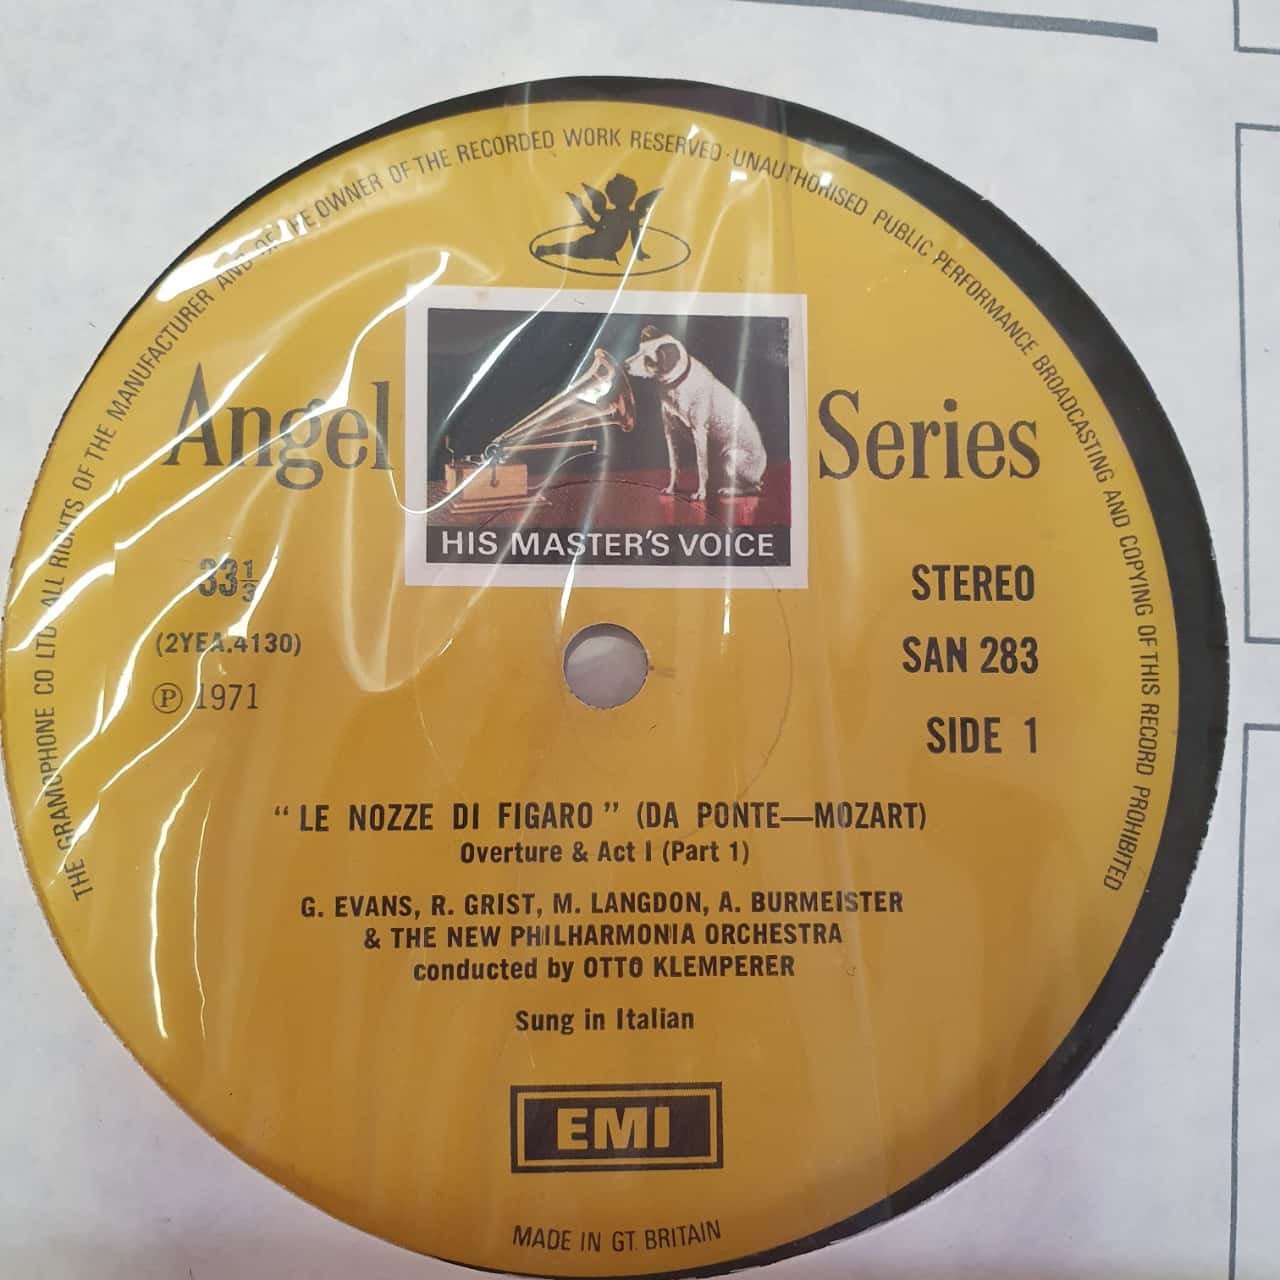 THE GRAMOPHONE CO LTD ALL RIGHTS OF THE MANUFACTURER AND OF THE OWNER OF THE RECORDED WORK RESERVED · UNAUTHORISED PUBLIC PERFORMANCE BROADCASTING AND COPYING OF THIS RECORD PROHIBITED
Angel Series
HIS MASTER'S VOICE
33⅓
STEREO
(2YEA.4130)
SAN 283
Ⓟ 1971
SIDE 1
“LE NOZZE DI FIGARO” (DA PONTE—MOZART)
Overture & Act I (Part 1)
G. EVANS, R. GRIST, M. LANGDON, A. BURMEISTER
& THE NEW PHILHARMONIA ORCHESTRA
conducted by OTTO KLEMPERER
Sung in Italian
EMI
MADE IN GT. BRITAIN